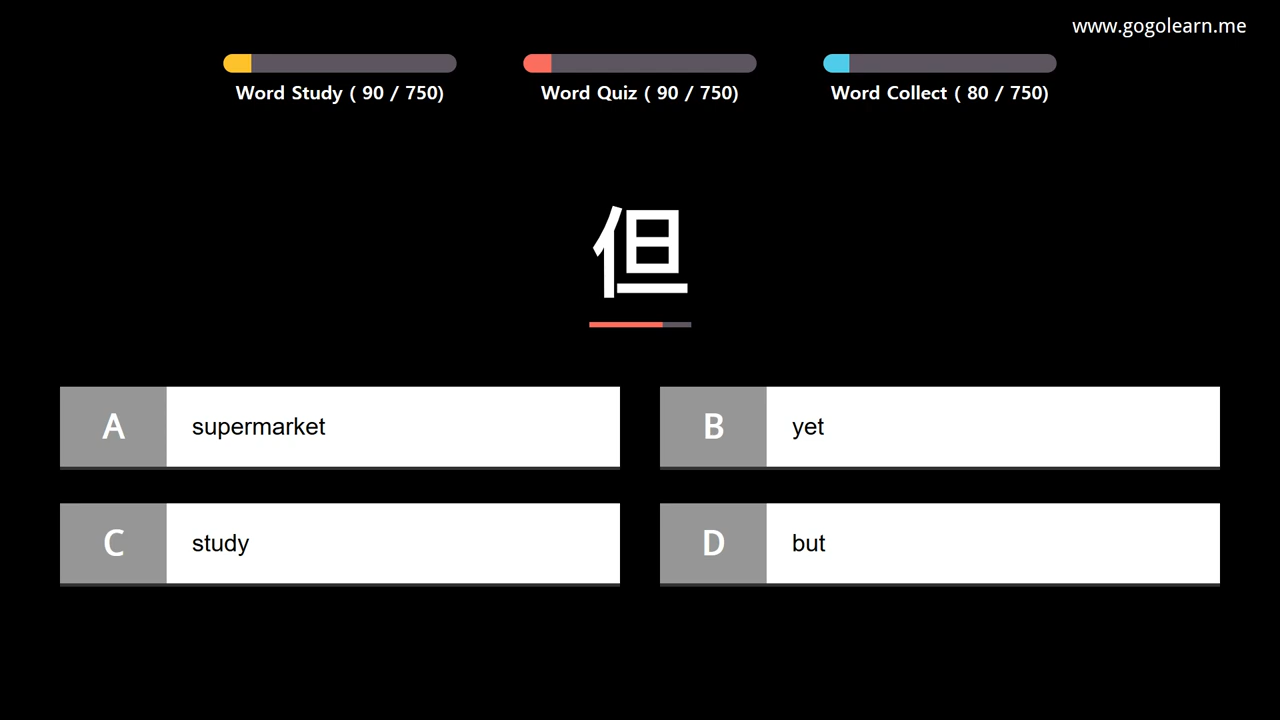 www.gogolearn.me
Word Study ( 90 / 750)
Word Quiz ( 90 / 750)
Word Collect ( 80 / 750)
但
A supermarket
B yet
C study
D but